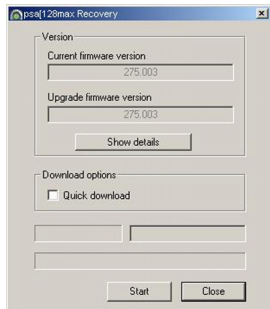 psa[128max Recovery
Version
Current firmware version
275.003
Upgrade firmware version
275.003
Show details
Download options
Quick download
Start
Close